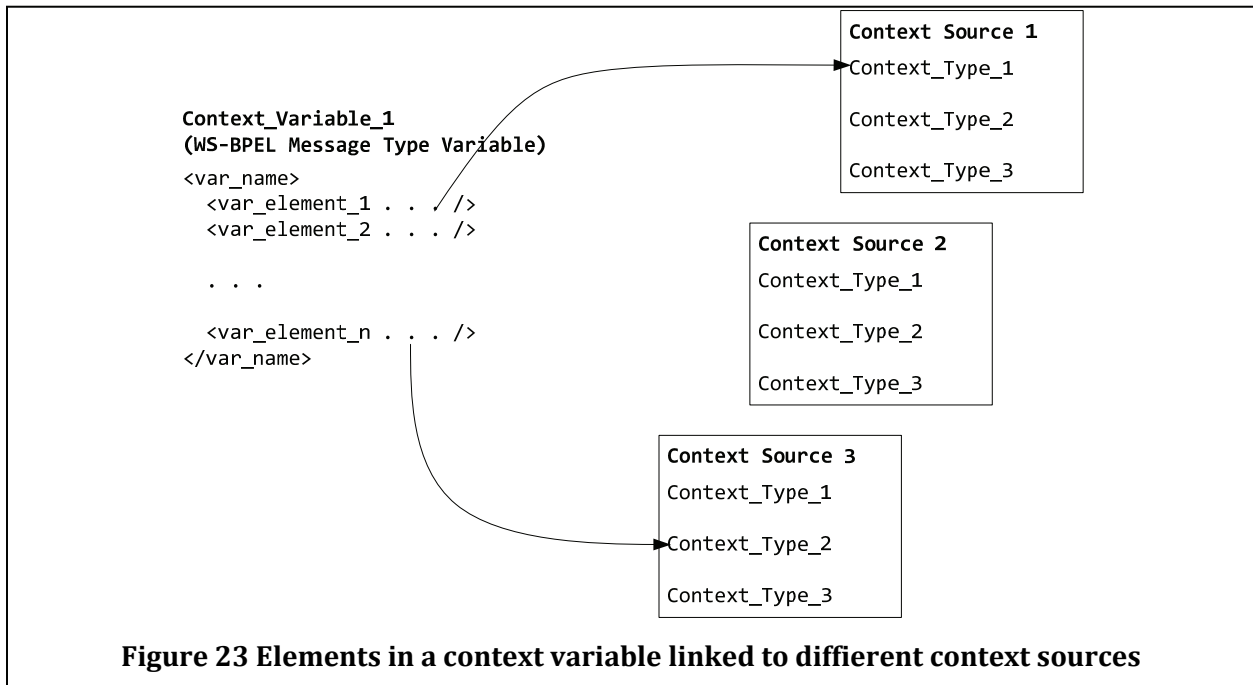 Context_Variable_1
(WS-BPEL Message Type Variable)
<var_name>
<var_element_1 . . . />
<var_element_2 . . . />
. . .
<var_element_n . . . />
</var_name>
Context Source 1
Context_Type_1
Context_Type_2
Context_Type_3
Context Source 2
Context_Type_1
Context_Type_2
Context_Type_3
Context Source 3
Context_Type_1
Context_Type_2
Context_Type_3
Figure 23 Elements in a context variable linked to diffierent context sources